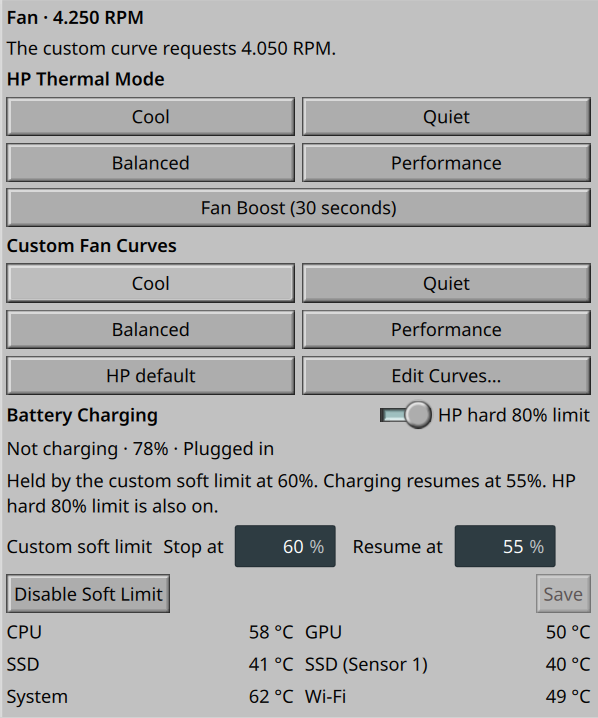 Fan · 4.250 RPM
The custom curve requests 4.050 RPM.
HP Thermal Mode
Cool
Quiet
Balanced
Performance
Fan Boost (30 seconds)
Custom Fan Curves
Cool
Quiet
Balanced
Performance
HP default
Edit Curves...
Battery Charging
HP hard 80% limit
Not charging · 78% · Plugged in
Held by the custom soft limit at 60%. Charging resumes at 55%. HP
hard 80% limit is also on.
Custom soft limit Stop at 60 % Resume at 55 %
Disable Soft Limit
Save
CPU 58 °C GPU 50 °C
SSD 41 °C SSD (Sensor 1) 40 °C
System 62 °C Wi-Fi 49 °C